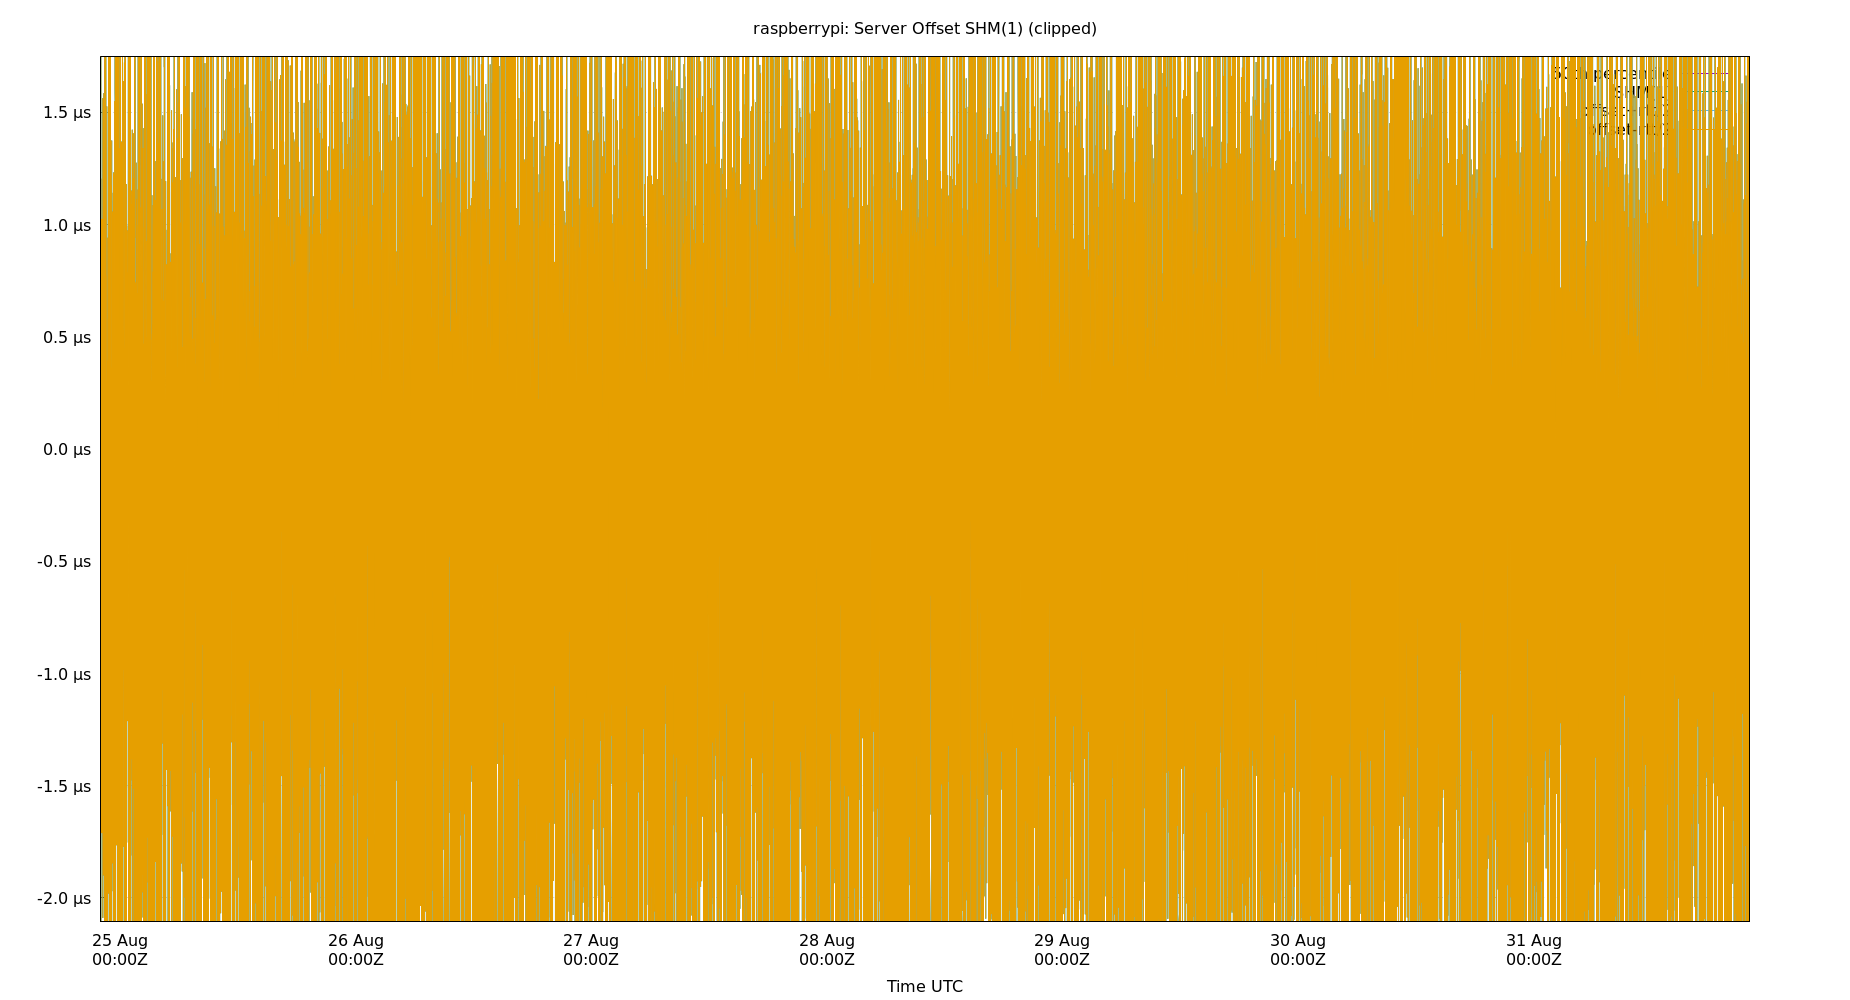 raspberrypi: Server Offset SHM(1) (clipped)
1.5 µs
1.0 µs
0.5 µs
0.0 µs
-0.5 µs
-1.0 µs
-1.5 µs
-2.0 µs
25 Aug 26 Aug 27 Aug 28 Aug 29 Aug 30 Aug 31 Aug
00:00Z 00:00Z 00:00Z 00:00Z 00:00Z 00:00Z 00:00Z
Time UTC